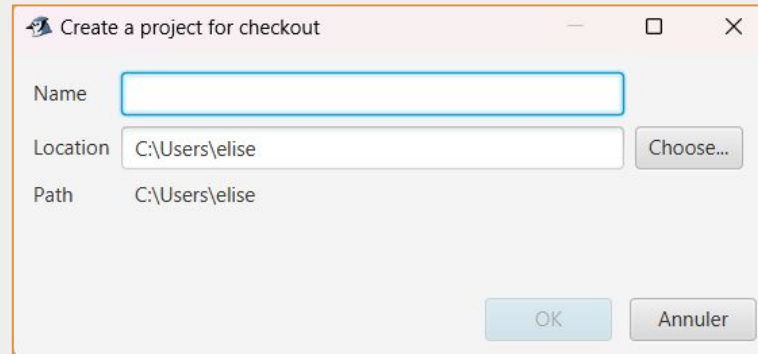 Create a project for checkout
Name
Location C:\Users\elise Choose...
Path C:\Users\elise
OK Annuler